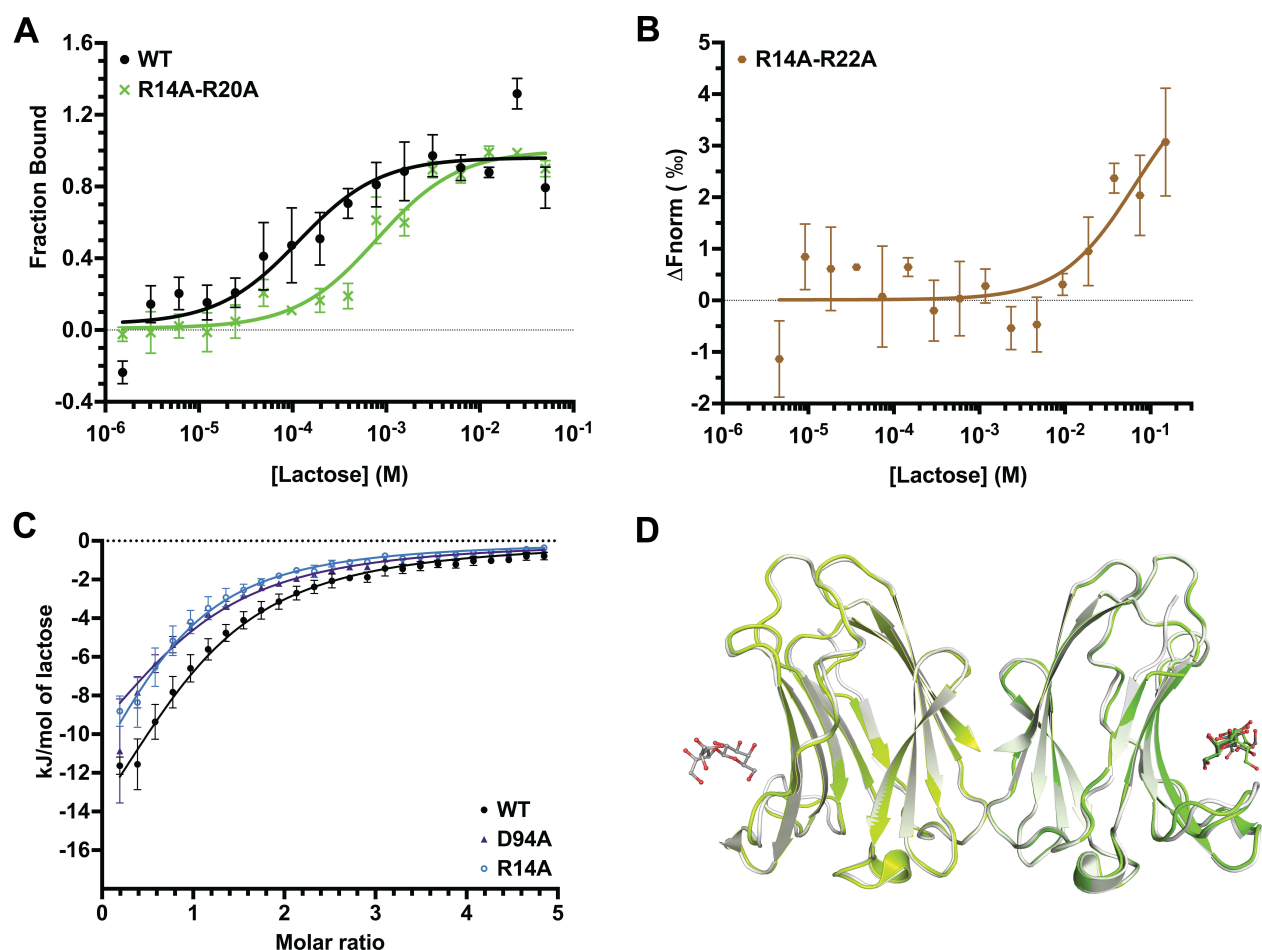 A
WT
R14A-R20A
Fraction Bound
1.6
1.2
0.8
0.4
0.0
-0.4
10⁻⁶ 10⁻⁵ 10⁻⁴ 10⁻³ 10⁻² 10⁻¹
[Lactose] (M)
B
R14A-R22A
ΔFnorm ( ‰)
5
4
3
2
1
0
-1
-2
10⁻⁶ 10⁻⁵ 10⁻⁴ 10⁻³ 10⁻² 10⁻¹
[Lactose] (M)
C
kJ/mol of lactose
0
-2
-4
-6
-8
-10
-12
-14
-16
WT
D94A
R14A
0 1 2 3 4 5
Molar ratio
D